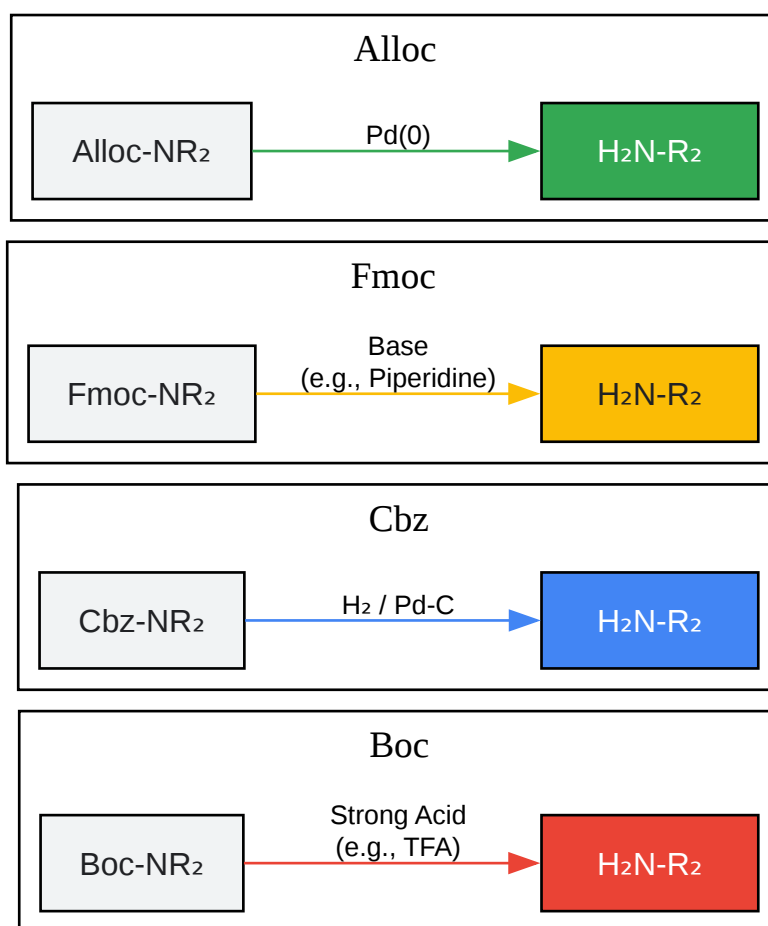 Alloc
Alloc-NR₂
Pd(0)
H₂N-R₂
Fmoc
Fmoc-NR₂
Base
(e.g., Piperidine)
H₂N-R₂
Cbz
Cbz-NR₂
H₂ / Pd-C
H₂N-R₂
Boc
Boc-NR₂
Strong Acid
(e.g., TFA)
H₂N-R₂